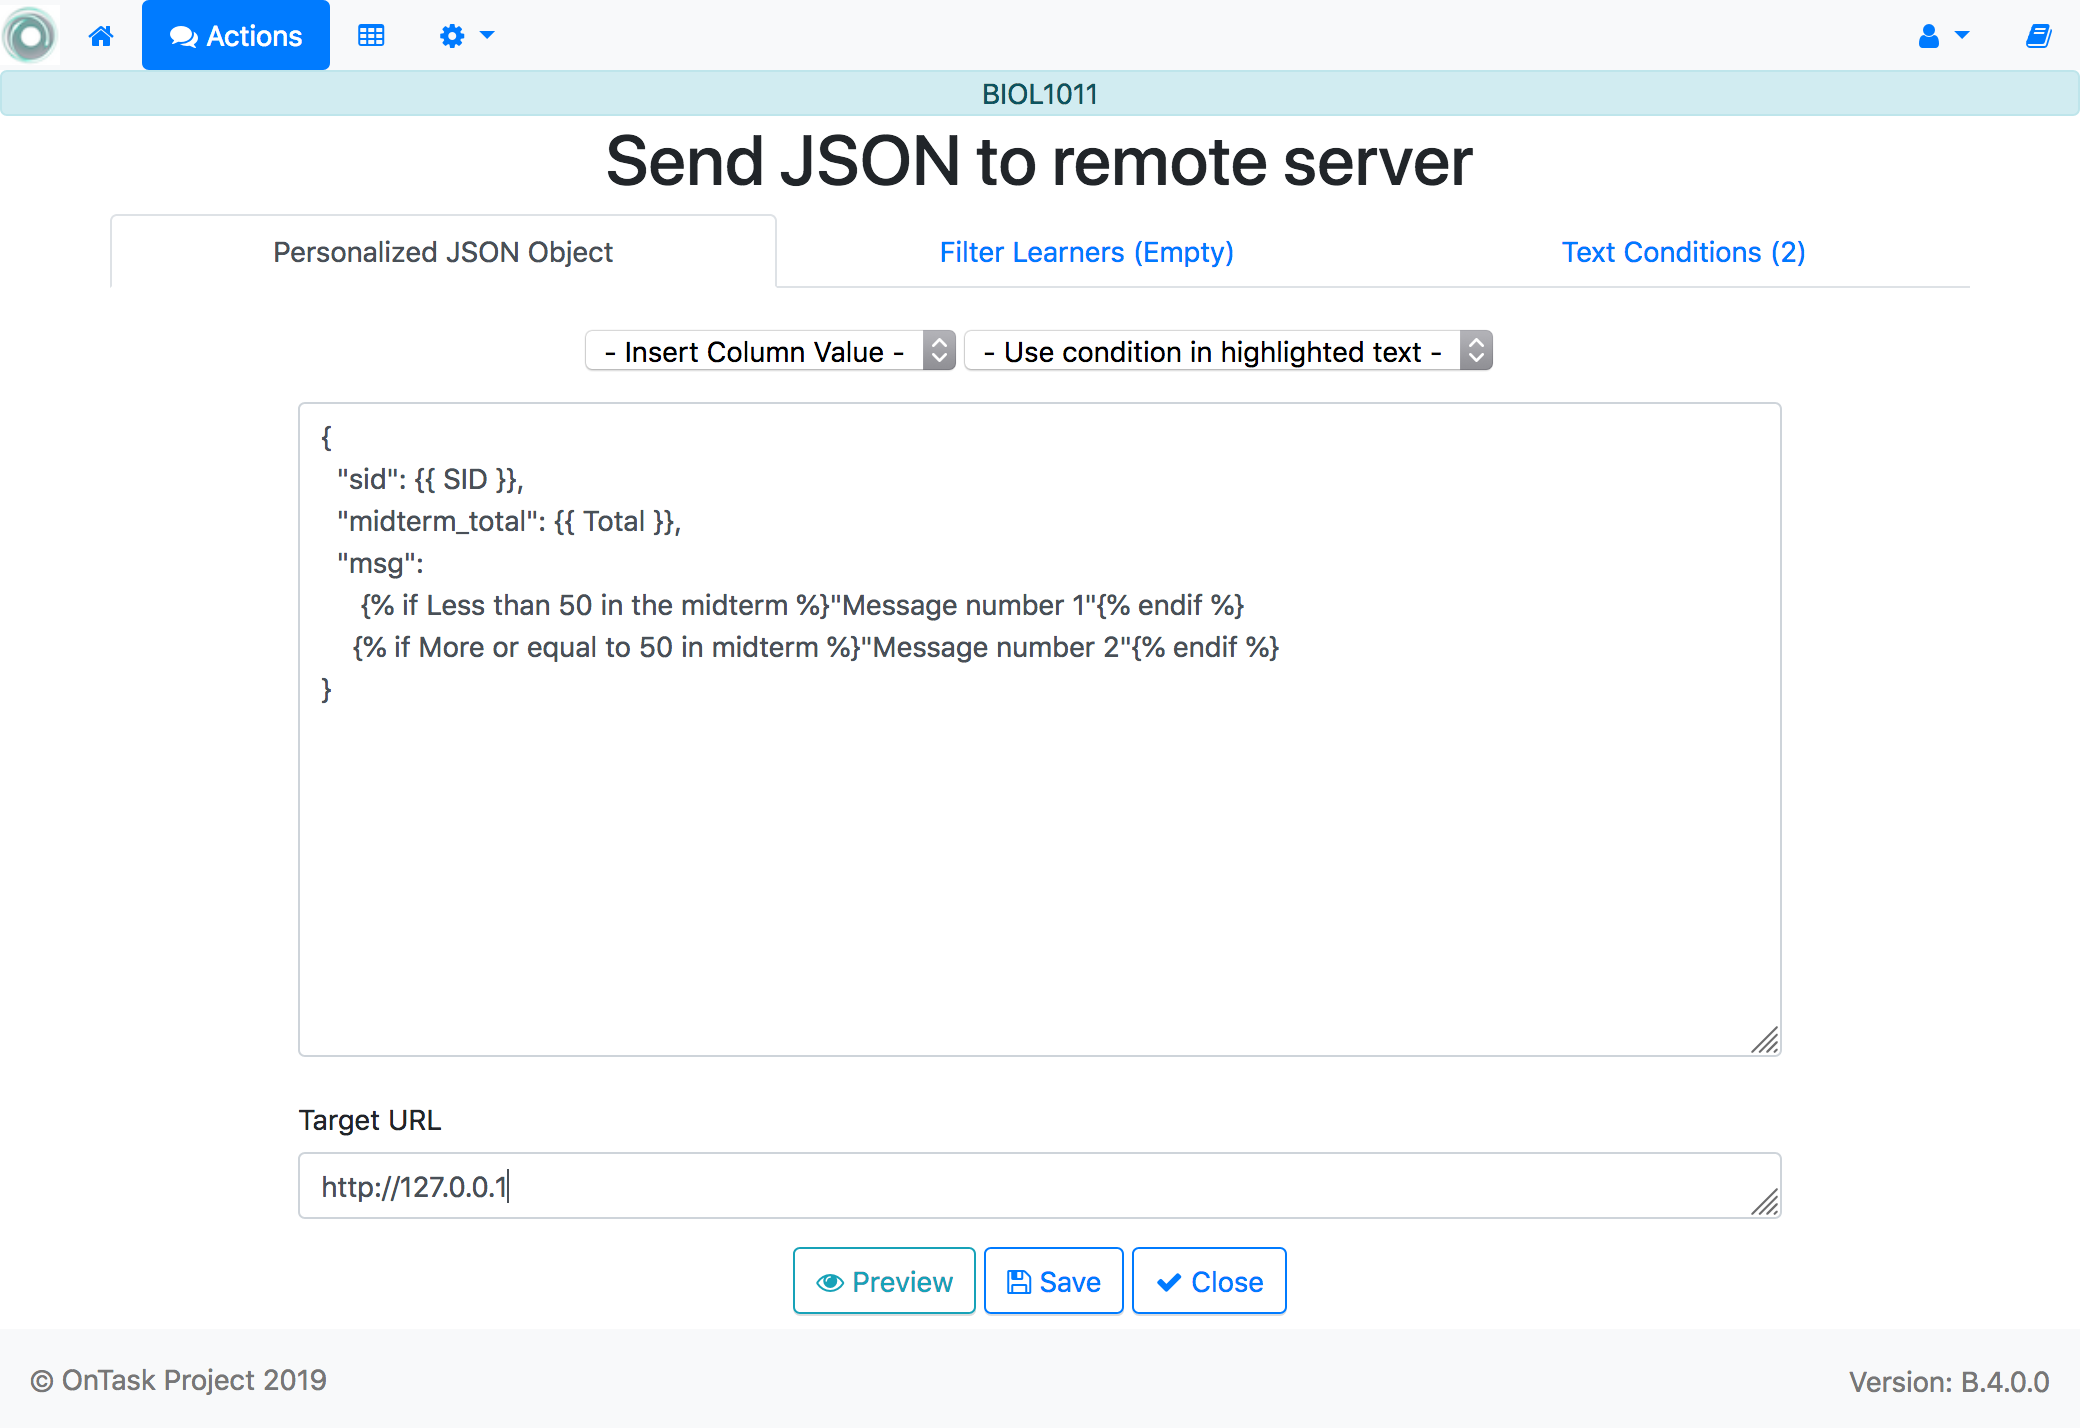 Actions
BIOL1011
Send JSON to remote server
Personalized JSON Object
Filter Learners (Empty)
Text Conditions (2)
- Insert Column Value -
- Use condition in highlighted text -
{
"sid": {{ SID }},
"midterm_total": {{ Total }},
"msg":
{% if Less than 50 in the midterm %}"Message number 1"{% endif %}
{% if More or equal to 50 in midterm %}"Message number 2"{% endif %}
}
Target URL
http://127.0.0.1
Preview
Save
Close
© OnTask Project 2019
Version: B.4.0.0